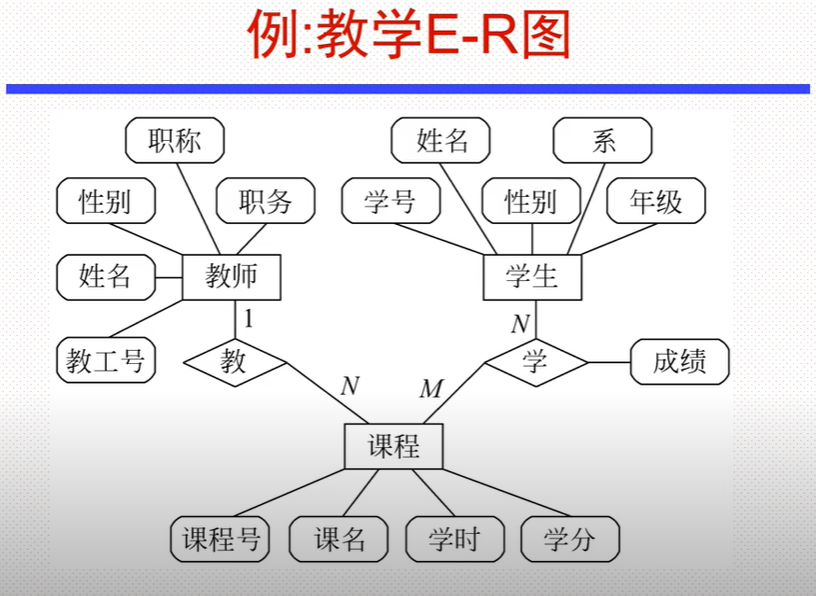 例:教学E-R图
职称
姓名
系
性别
职务
学号
性别
年级
姓名
教师
学生
1
N
教工号
教
学
成绩
N
M
课程
课程号
课名
学时
学分